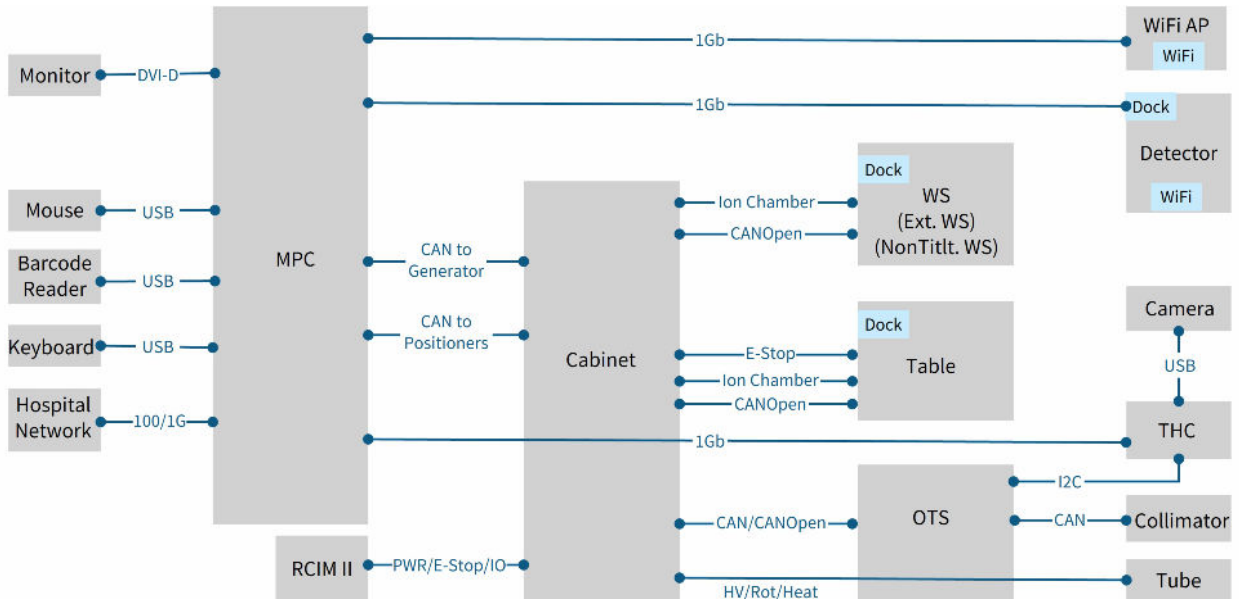 WiFi AP
WiFi
1Gb
Monitor
DVI-D
1Gb
Dock
Detector
WiFi
Dock
WS
(Ext. WS)
(NonTitlt. WS)
Ion Chamber
CANOpen
Mouse
USB
MPC
CAN to
Generator
Barcode
Reader
USB
CAN to
Positioners
Keyboard
USB
Cabinet
Dock
Table
E-Stop
Ion Chamber
CANOpen
Camera
USB
Hospital
Network
100/1G
1Gb
THC
I2C
CAN/CANOpen
OTS
CAN
Collimator
RCIM II
PWR/E-Stop/IO
HV/Rot/Heat
Tube